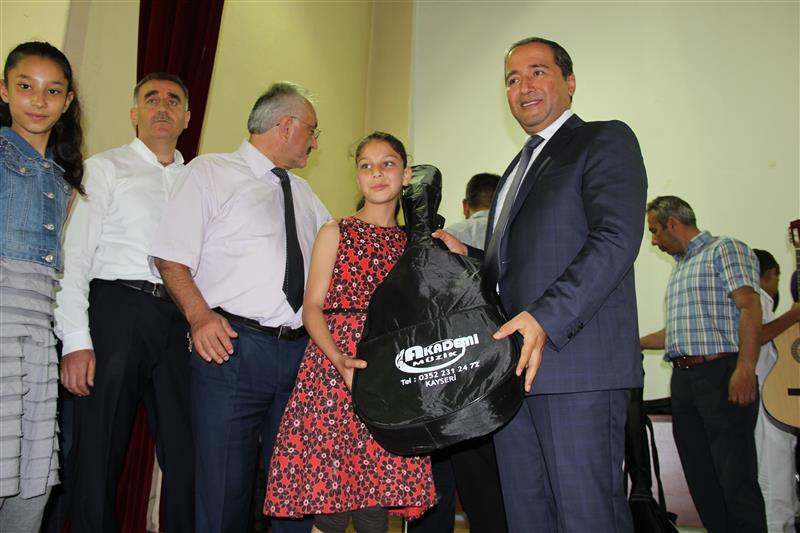 AKADEMİ
MÜZİK
Tel : 0352 231 24 72
KAYSERİ